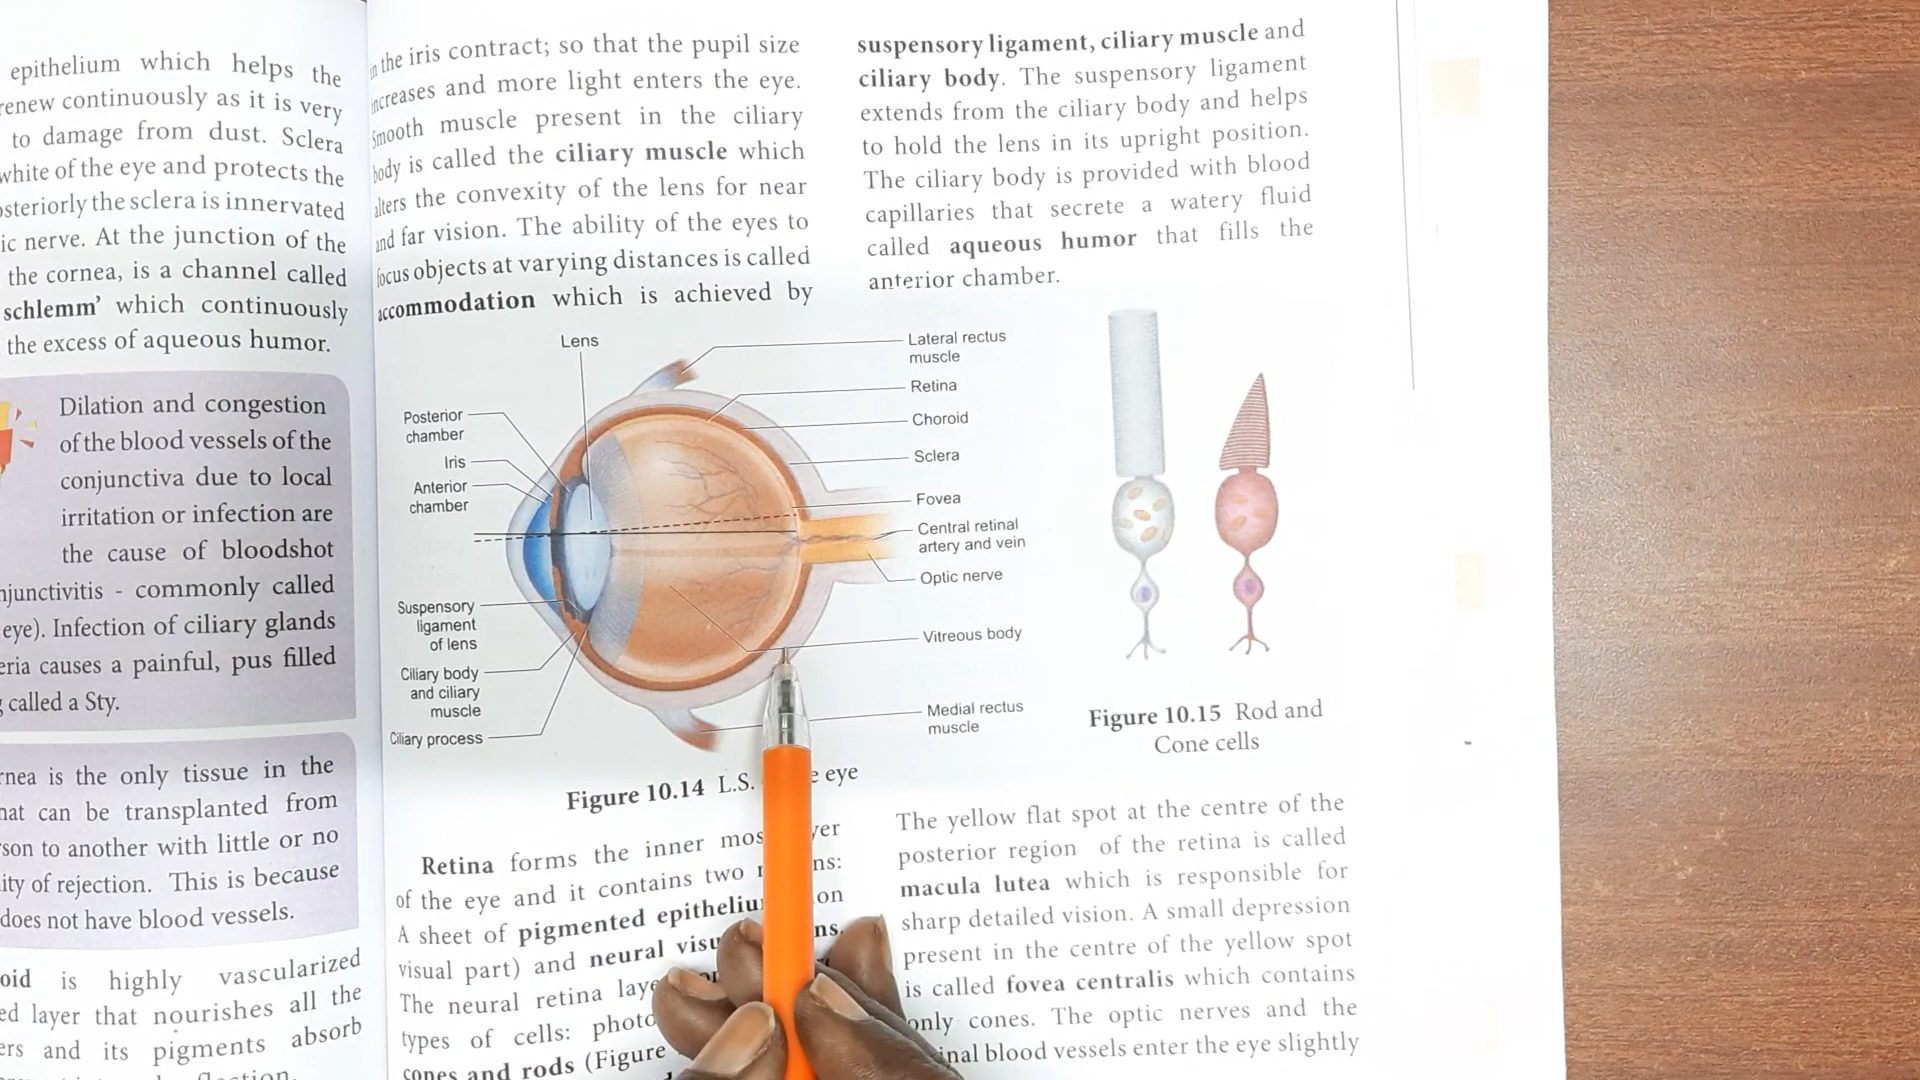 epithelium which helps the
renew continuously as it is very
to damage from dust. Sclera
white of the eye and protects the
the sclera is innervated
nerve. At the junction of the
the cornea, is a channel called
schlemm’ which continuously
the excess of aqueous humor.
Dilation and congestion
of the blood vessels of the
conjunctiva due to local
irritation or infection are
the cause of bloodshot
- commonly called
eye). Infection of ciliary glands
causes a painful, pus filled
called a Sty.
is the only tissue in the
can be transplanted from
to another with little or no
of rejection. This is because
does not have blood vessels.
is highly vascularized
layer that nourishes all the
and its pigments absorb
in the iris contract; so that the pupil size
increases and more light enters the eye.
Smooth muscle present in the ciliary
body is called the ciliary muscle which
alters the convexity of the lens for near
and far vision. The ability of the eyes to
focus objects at varying distances is called
accommodation which is achieved by
suspensory ligament, ciliary muscle and
ciliary body. The suspensory ligament
extends from the ciliary body and helps
to hold the lens in its upright position.
The ciliary body is provided with blood
capillaries that secrete a watery fluid
called aqueous humor that fills the
anterior chamber.
Lens
Posterior
chamber
Iris
Anterior
chamber
Suspensory
ligament
of lens
Ciliary body
and ciliary
muscle
Ciliary process
Lateral rectus
muscle
Retina
Choroid
Sclera
Fovea
Central retinal
artery and vein
Optic nerve
Vitreous body
Medial rectus
muscle
Figure 10.14 L.S. eye
Figure 10.15 Rod and
Cone cells
Retina forms the inner
of the eye and it contains two
A sheet of pigmented
visual part) and neural
The neural retina
types of cells:
cones and rods (Figure
The yellow flat spot at the centre of the
posterior region of the retina is called
macula lutea which is responsible for
sharp detailed vision. A small depression
present in the centre of the yellow spot
is called fovea centralis which contains
only cones. The optic nerves and the
blood vessels enter the eye slightly